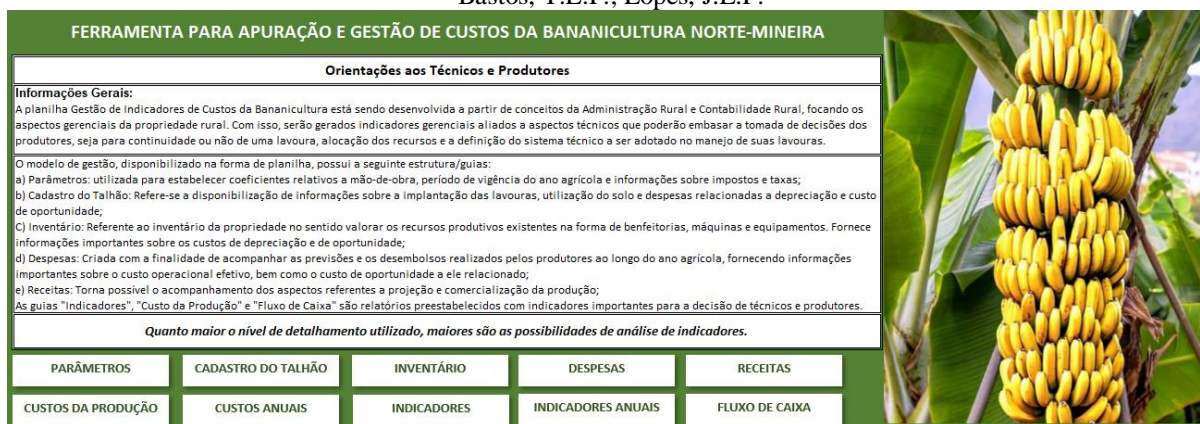 Bastos, T.E.F.; Lopes, J.E.F.
FERRAMENTA PARA APURAÇÃO E GESTÃO DE CUSTOS DA BANANICULTURA NORTE-MINEIRA
Orientações aos Técnicos e Produtores
Informações Gerais:
A planilha Gestão de Indicadores de Custos da Bananicultura está sendo desenvolvida a partir de conceitos da Administração Rural e Contabilidade Rural, focando os
aspectos gerenciais da propriedade rural. Com isso, serão gerados indicadores gerenciais aliados a aspectos técnicos que poderão embasar a tomada de decisões dos
produtores, seja para continuidade ou não de uma lavoura, alocação dos recursos e a definição do sistema técnico a ser adotado no manejo de suas lavouras.
O modelo de gestão, disponibilizado na forma de planilha, possui a seguinte estrutura/guias:
a) Parâmetros: utilizada para estabelecer coeficientes relativos a mão-de-obra, período de vigência do ano agrícola e informações sobre impostos e taxas;
b) Cadastro do Talhão: Refere-se a disponibilização de informações sobre a implantação das lavouras, utilização do solo e despesas relacionadas a depreciação e custo
de oportunidade;
C) Inventário: Referente ao inventário da propriedade no sentido valorar os recursos produtivos existentes na forma de benfeitorias, máquinas e equipamentos. Fornece
informações importantes sobre os custos de depreciação e de oportunidade;
d) Despesas: Criada com a finalidade de acompanhar as previsões e os desembolsos realizados pelos produtores ao longo do ano agrícola, fornecendo informações
importantes sobre o custo operacional efetivo, bem como o custo de oportunidade a ele relacionado;
e) Receitas: Torna possível o acompanhamento dos aspectos referentes a projeção e comercialização da produção;
As guias "Indicadores", "Custo da Produção" e "Fluxo de Caixa" são relatórios preestabelecidos com indicadores importantes para a decisão de técnicos e produtores.
Quanto maior o nível de detalhamento utilizado, maiores são as possibilidades de análise de indicadores.
PARÂMETROS CADASTRO DO TALHÃO INVENTÁRIO DESPESAS RECEITAS
CUSTOS DA PRODUÇÃO CUSTOS ANUAIS INDICADORES INDICADORES ANUAIS FLUXO DE CAIXA